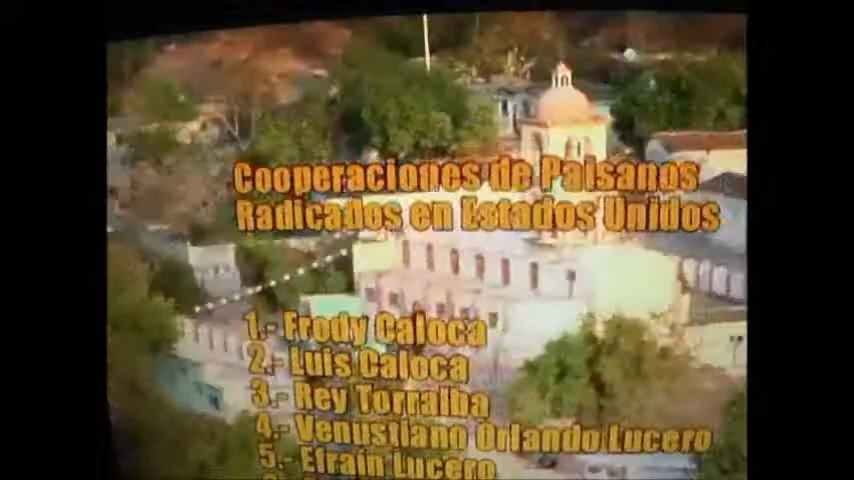 Cooperaciones de Paisanos
Radicados en Estados Unidos
1.- Frody Caloca
2.- Luis Caloca
3.- Rey Torralba
4.- Venustiano Orlando Lucero
5.- Efraín Lucero